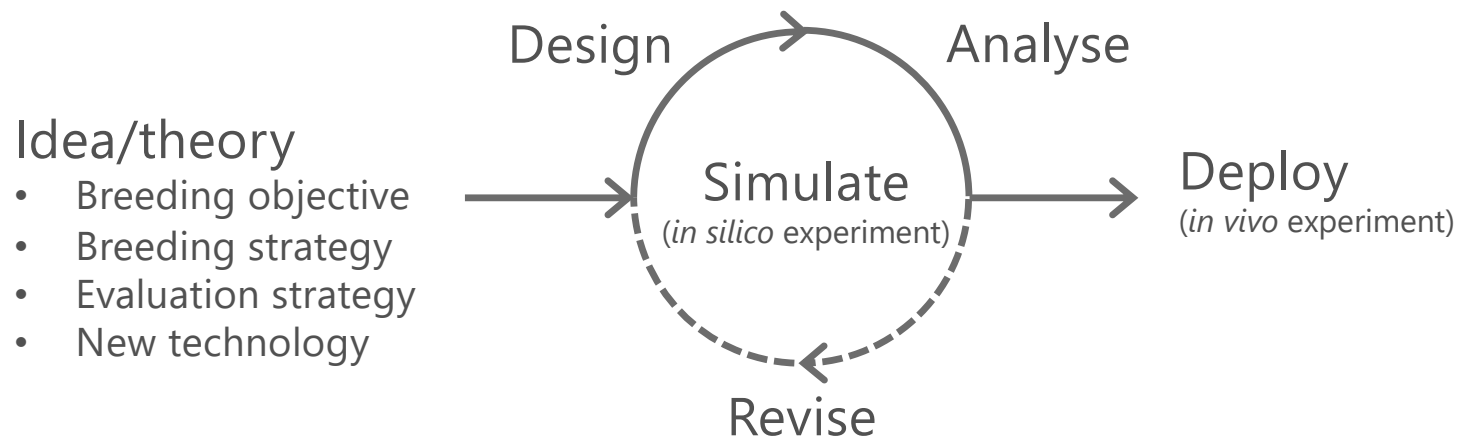 Idea/theory
• Breeding objective
• Breeding strategy
• Evaluation strategy
• New technology
Design
Analyse
Simulate
(in silico experiment)
Revise
Deploy
(in vivo experiment)